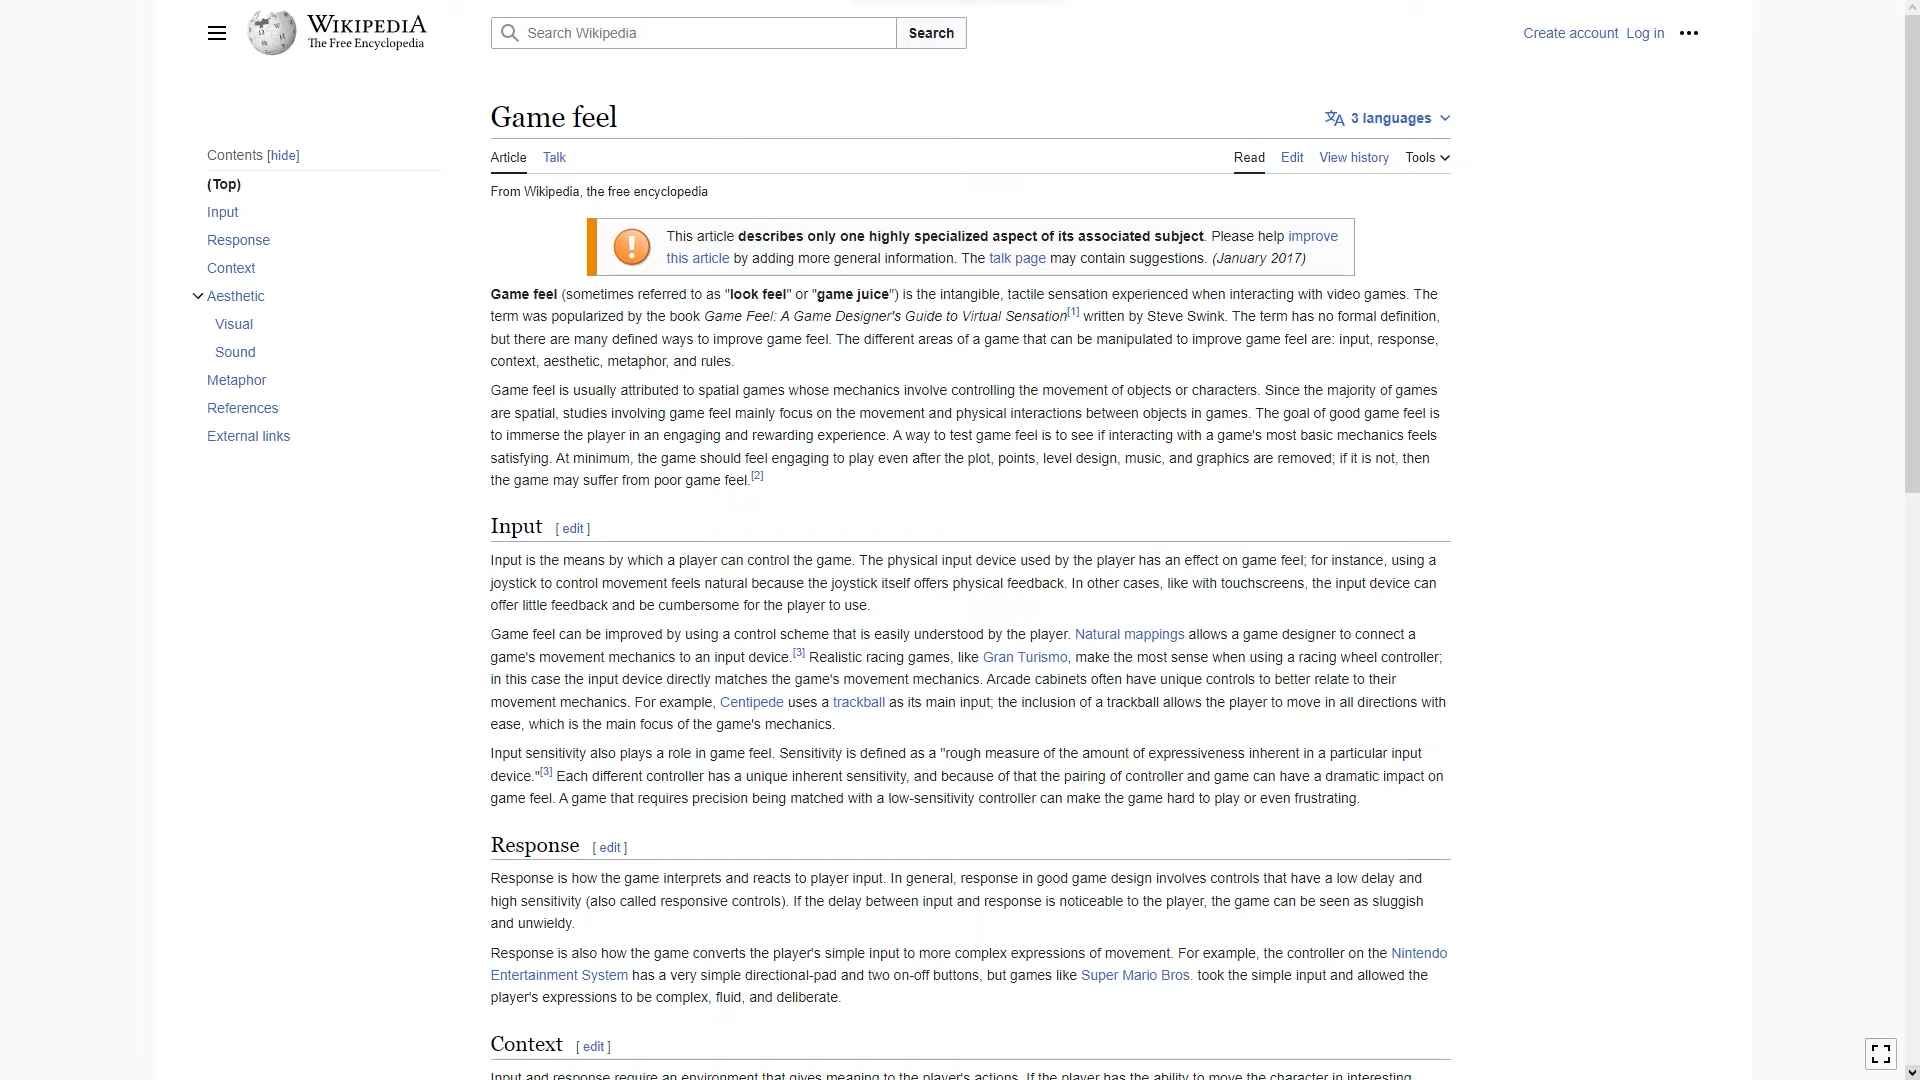 WIKIPEDIA
The Free Encyclopedia
Search Wikipedia
Search
Create account Log in
Game feel
3 languages
Article Talk
Read Edit View history Tools
From Wikipedia, the free encyclopedia
Contents [hide]
(Top)
Input
Response
Context
Aesthetic
Visual
Sound
Metaphor
References
External links
This article describes only one highly specialized aspect of its associated subject. Please help improve
this article by adding more general information. The talk page may contain suggestions. (January 2017)
Game feel (sometimes referred to as "look feel" or "game juice") is the intangible, tactile sensation experienced when interacting with video games. The
term was popularized by the book Game Feel: A Game Designer's Guide to Virtual Sensation[1] written by Steve Swink. The term has no formal definition,
but there are many defined ways to improve game feel. The different areas of a game that can be manipulated to improve game feel are: input, response,
context, aesthetic, metaphor, and rules.
Game feel is usually attributed to spatial games whose mechanics involve controlling the movement of objects or characters. Since the majority of games
are spatial, studies involving game feel mainly focus on the movement and physical interactions between objects in games. The goal of good game feel is
to immerse the player in an engaging and rewarding experience. A way to test game feel is to see if interacting with a game's most basic mechanics feels
satisfying. At minimum, the game should feel engaging to play even after the plot, points, level design, music, and graphics are removed; if it is not, then
the game may suffer from poor game feel.[2]
Input [ edit ]
Input is the means by which a player can control the game. The physical input device used by the player has an effect on game feel; for instance, using a
joystick to control movement feels natural because the joystick itself offers physical feedback. In other cases, like with touchscreens, the input device can
offer little feedback and be cumbersome for the player to use.
Game feel can be improved by using a control scheme that is easily understood by the player. Natural mappings allows a game designer to connect a
game's movement mechanics to an input device.[3] Realistic racing games, like Gran Turismo, make the most sense when using a racing wheel controller;
in this case the input device directly matches the game's movement mechanics. Arcade cabinets often have unique controls to better relate to their
movement mechanics. For example, Centipede uses a trackball as its main input; the inclusion of a trackball allows the player to move in all directions with
ease, which is the main focus of the game's mechanics.
Input sensitivity also plays a role in game feel. Sensitivity is defined as a "rough measure of the amount of expressiveness inherent in a particular input
device."[3] Each different controller has a unique inherent sensitivity, and because of that the pairing of controller and game can have a dramatic impact on
game feel. A game that requires precision being matched with a low-sensitivity controller can make the game hard to play or even frustrating.
Response [ edit ]
Response is how the game interprets and reacts to player input. In general, response in good game design involves controls that have a low delay and
high sensitivity (also called responsive controls). If the delay between input and response is noticeable to the player, the game can be seen as sluggish
and unwieldy.
Response is also how the game converts the player's simple input to more complex expressions of movement. For example, the controller on the Nintendo
Entertainment System has a very simple directional-pad and two on-off buttons, but games like Super Mario Bros. took the simple input and allowed the
player's expressions to be complex, fluid, and deliberate.
Context [ edit ]
Input and response require an environment that gives meaning to the player's actions. If the player has the ability to move the character in interesting